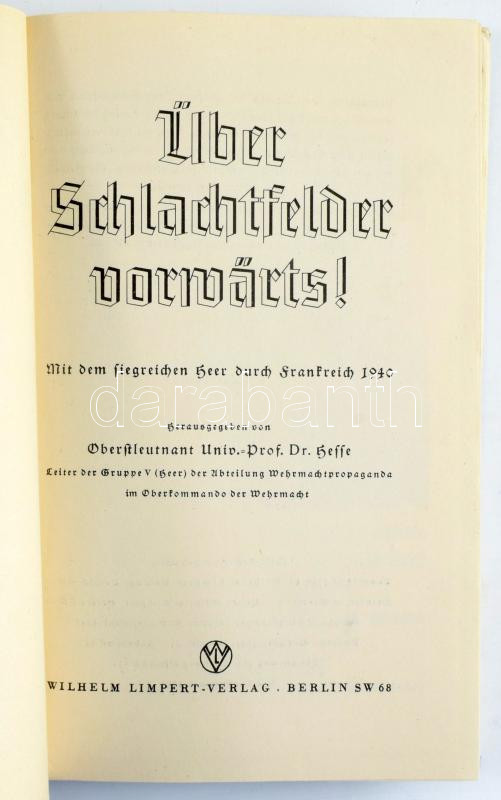 Über
Schlachtfelder
vorwärts!
Mit dem siegreichen Heer durch Frankreich 1940
Herausgegeben von
Oberstleutnant Univ.-Prof. Dr. Hesse
Leiter der Gruppe V (Heer) der Abteilung Wehrmachtpropaganda
im Oberkommando der Wehrmacht
WILHELM LIMPERT-VERLAG . BERLIN SW 68
darabanth